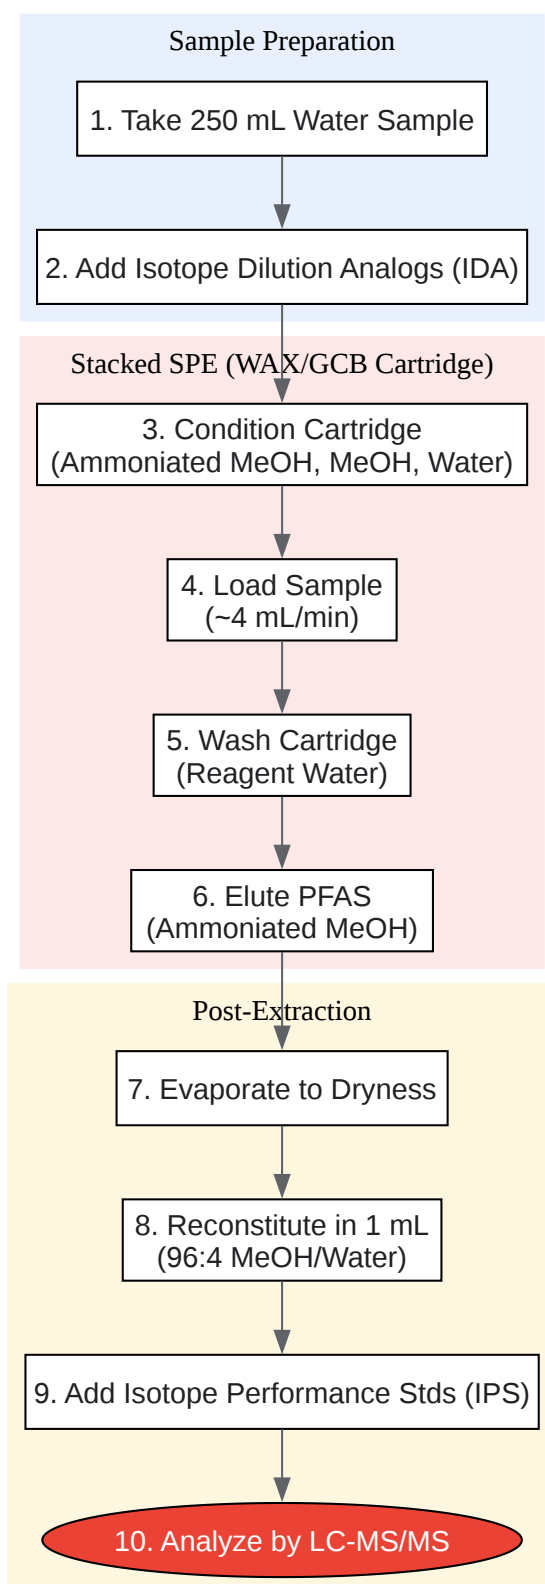 Sample Preparation
1. Take 250 mL Water Sample
2. Add Isotope Dilution Analogs (IDA)
Stacked SPE (WAX/GCB Cartridge)
3. Condition Cartridge
(Ammoniated MeOH, MeOH, Water)
4. Load Sample
(~4 mL/min)
5. Wash Cartridge
(Reagent Water)
6. Elute PFAS
(Ammoniated MeOH)
Post-Extraction
7. Evaporate to Dryness
8. Reconstitute in 1 mL
(96:4 MeOH/Water)
9. Add Isotope Performance Stds (IPS)
10. Analyze by LC-MS/MS